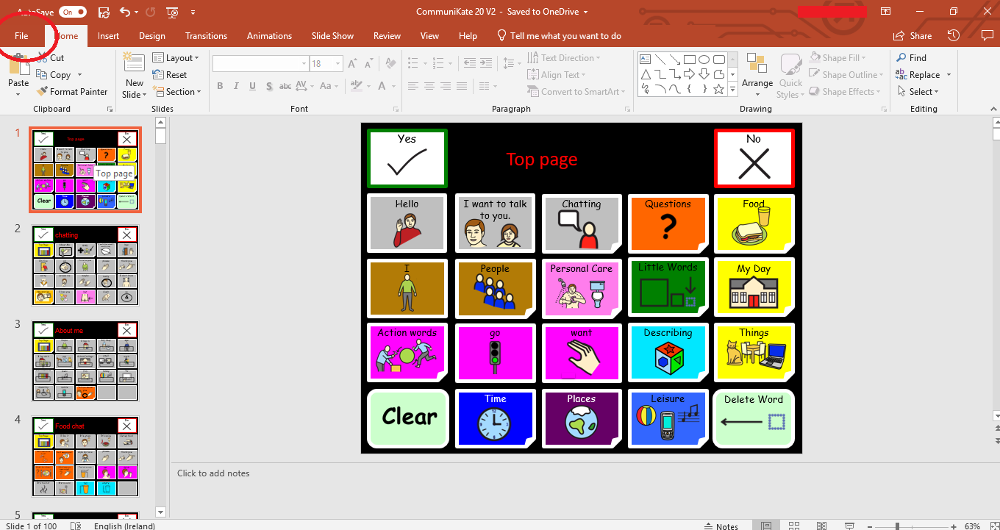 AutoSave On
CommuniKate 20 V2 - Saved to OneDrive
File Home Insert Design Transitions Animations Slide Show Review View Help Tell me what you want to do
Share
Cut
Copy
Format Painter
Paste
Clipboard
New
Slide
Layout
Reset
Section
Slides
18
B I U S abc AV Aa A
Font
Text Direction
Align Text
Convert to SmartArt
Paragraph
Arrange
Quick
Styles
Shape Fill
Shape Outline
Shape Effects
Drawing
Find
Replace
Select
Editing
1
Top page
2
chatting
3
About me
4
Food chat
5
Yes
Top page
No
Hello
I want to talk
to you.
Chatting
Questions
Food
I
People
Personal Care
Little Words
My Day
Action words
go
want
Describing
Things
Clear
Time
Places
Leisure
Delete Word
Click to add notes
Slide 1 of 100
English (Ireland)
Notes
63%